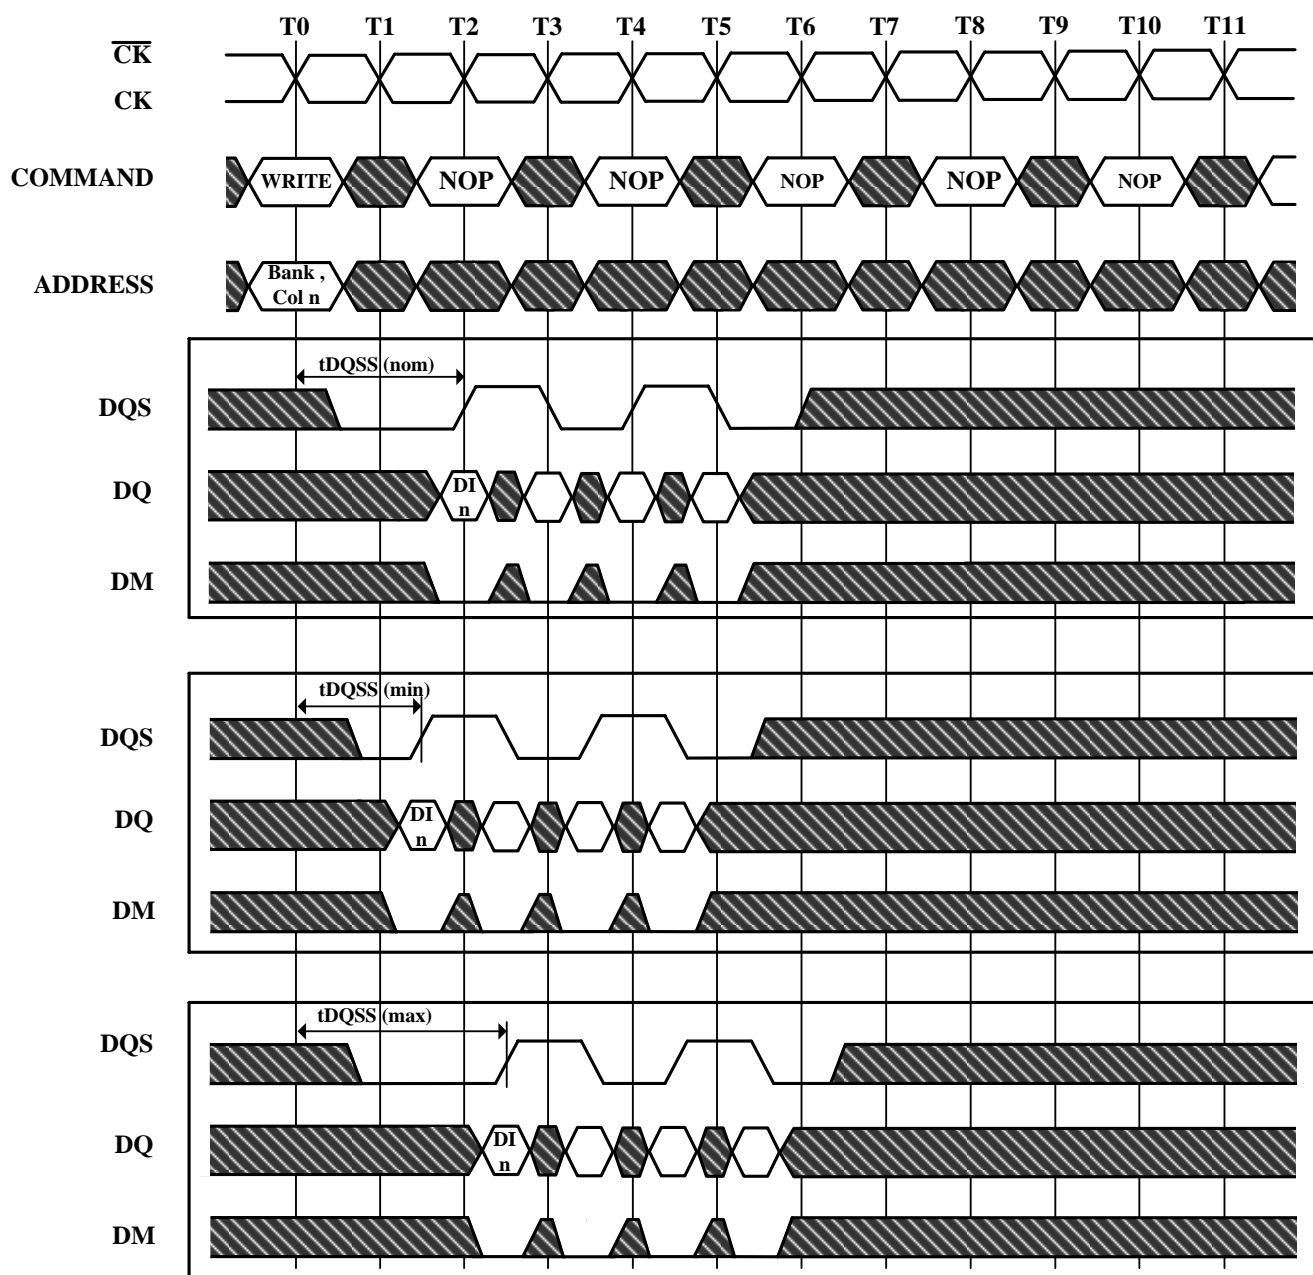 T0 T1 T2 T3 T4 T5 T6 T7 T8 T9 T10 T11
CK
CK
COMMAND WRITE NOP NOP NOP NOP NOP
ADDRESS Bank ,
Col n
tDQSS (nom)
DQS
DQ DI
n
DM
tDQSS (min)
DQS
DQ DI
n
DM
tDQSS (max)
DQS
DQ DI
n
DM